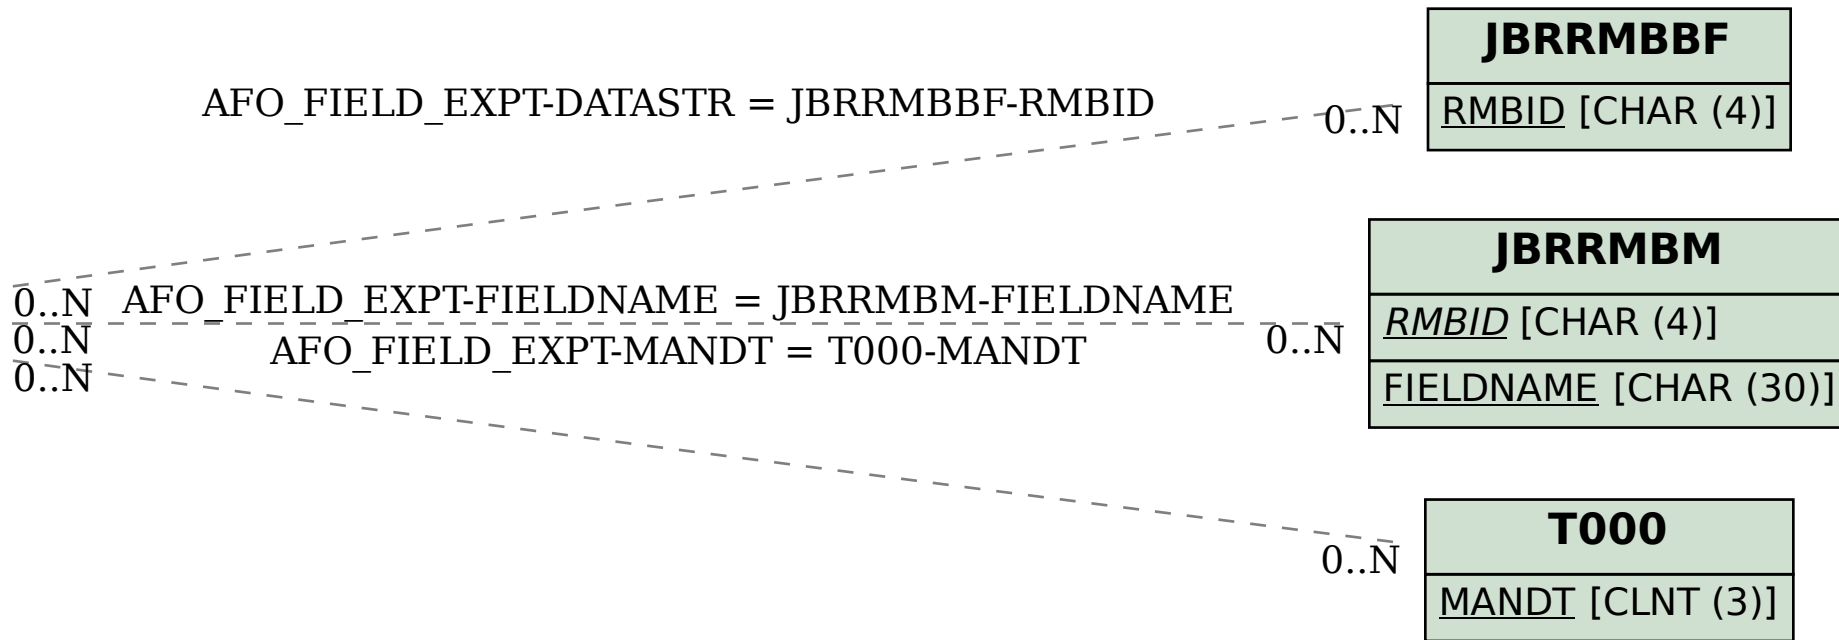 JBRRMBBF
AFO_FIELD_EXPT-DATASTR = JBRRMBBF-RMBID
0..N
RMBID [CHAR (4)]
JBRRMBM
0..N
AFO_FIELD_EXPT-FIELDNAME = JBRRMBM-FIELDNAME
RMBID [CHAR (4)]
0..N
0..N
AFO_FIELD_EXPT-MANDT = T000-MANDT
0..N
FIELDNAME [CHAR (30)]
T000
0..N
MANDT [CLNT (3)]